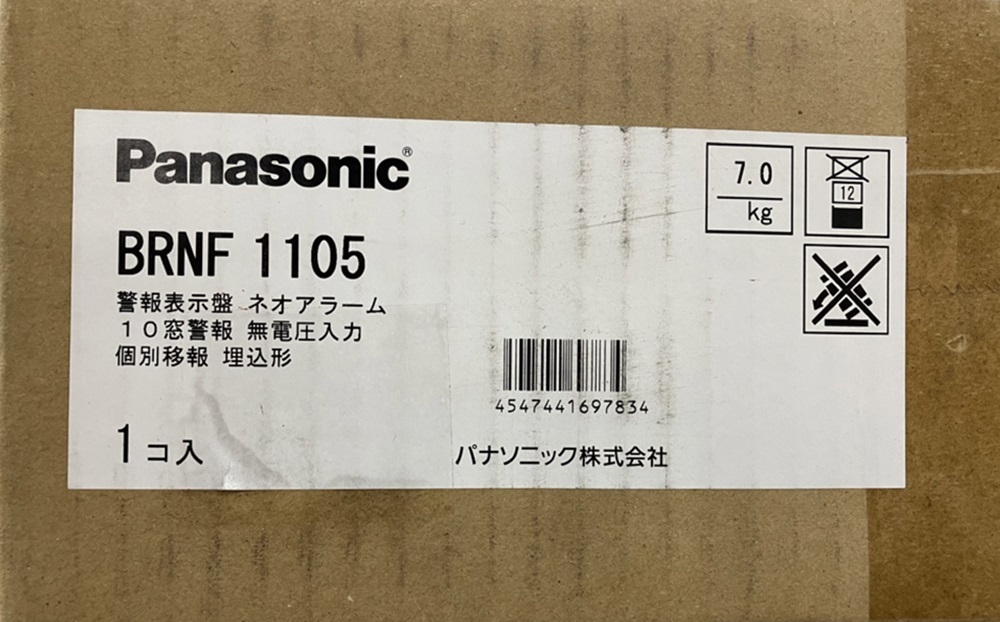 Panasonic®
BRNF 1105
警報表示盤 ネオアラーム
１０窓警報 無電圧入力
個別移報 埋込形
1コ入
4547441697834
パナソニック株式会社
7.0
kg
12